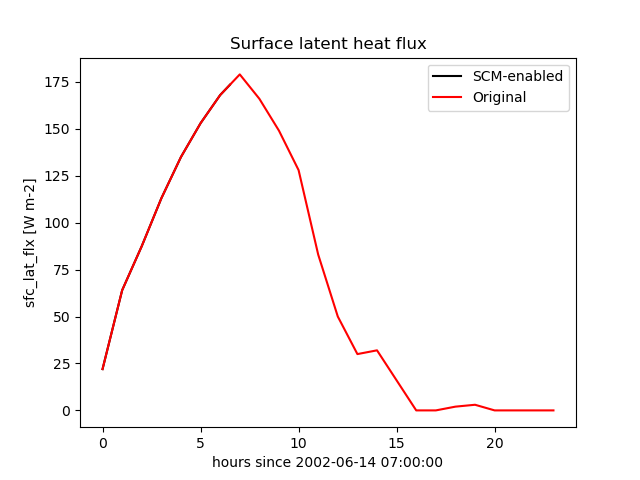 Surface latent heat flux
SCM-enabled
Original
175
150
125
100
75
50
25
0
sfc_lat_flx [W m-2]
0 5 10 15 20
hours since 2002-06-14 07:00:00